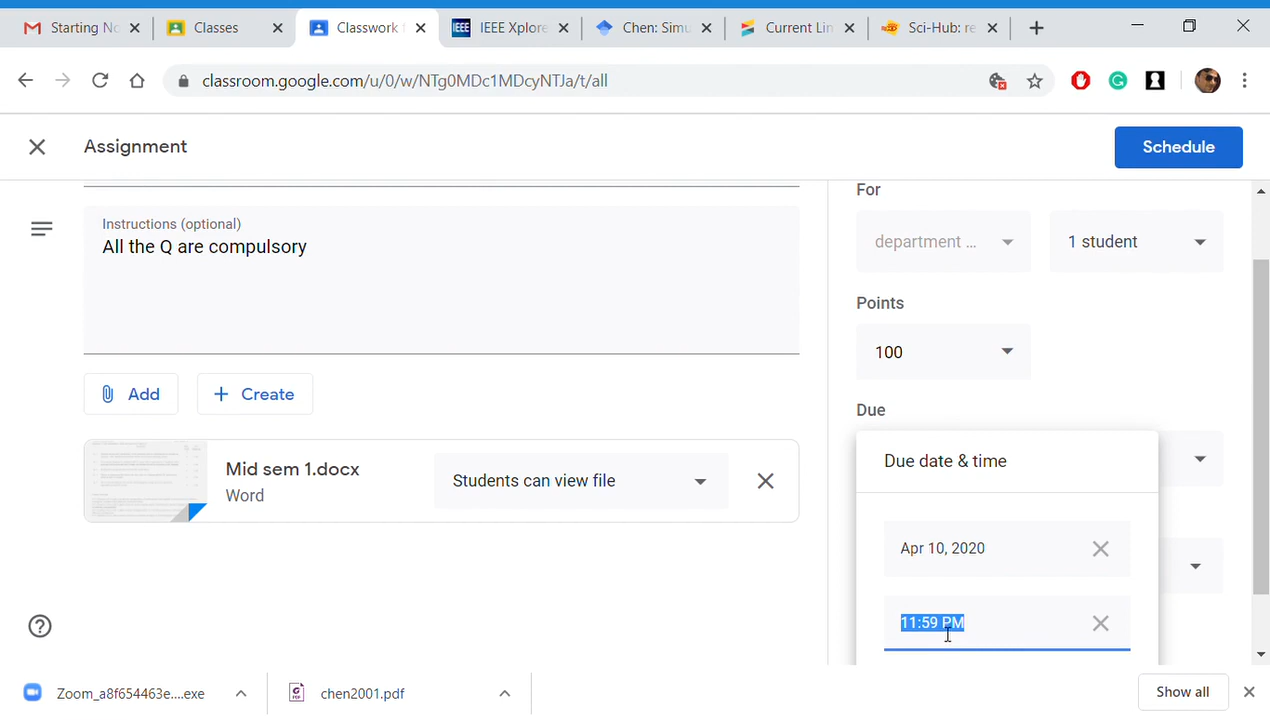 Starting No
Classes
Classwork f
IEEE
IEEE Xplore
Chen: Simu
Current Lin
Sci-Hub: re
classroom.google.com/u/0/w/NTg0MDc1MDcyNTJa/t/all
Assignment
Schedule
For
Instructions (optional)
All the Q are compulsory
department ...
1 student
Points
100
Add
Create
Due
Mid sem 1.docx
Word
Students can view file
Due date & time
Apr 10, 2020
11:59 PM
Zoom_a8f654463e....exe
chen2001.pdf
Show all